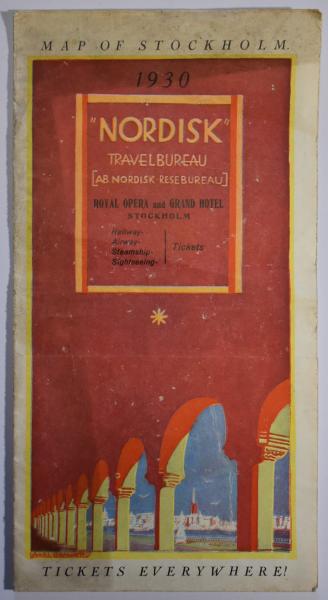 MAP OF STOCKHOLM.
1930
"NORDISK"
TRAVELBUREAU
[AB. NORDISK-RESEBUREAU]
ROYAL OPERA and GRAND HOTEL
STOCKHOLM
Railway-
Airway-
Steamship-
Sightseeing-
Tickets
TICKETS EVERYWHERE!